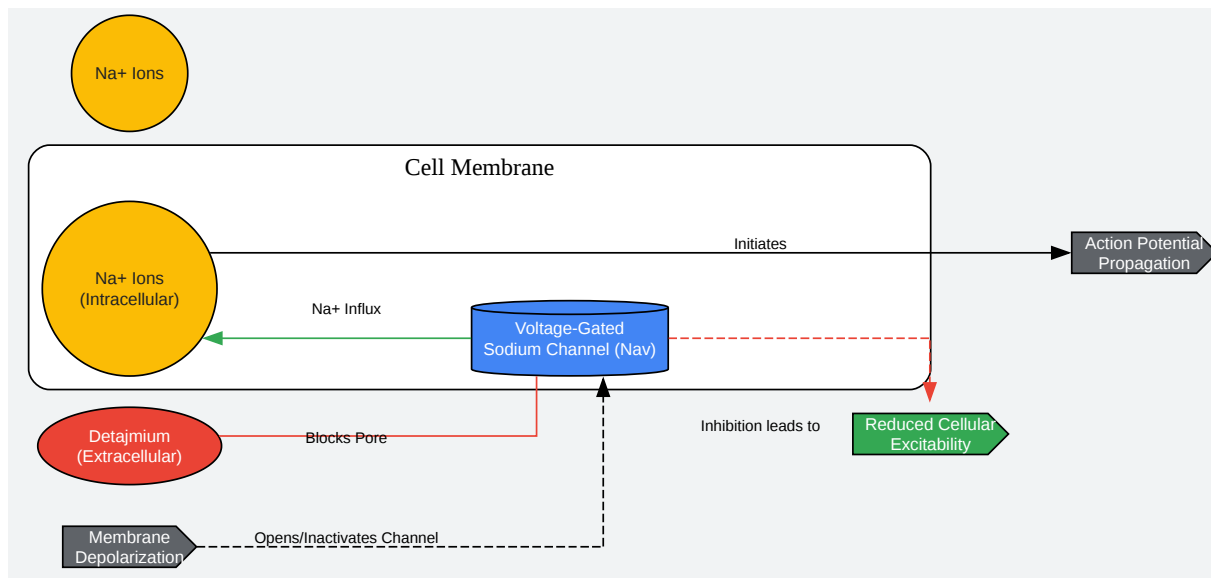 Na+ Ions
Cell Membrane
Initiates
Action Potential
Propagation
Na+ Ions
(Intracellular)
Na+ Influx
Voltage-Gated
Sodium Channel (Nav)
Detajmium
(Extracellular)
Blocks Pore
Inhibition leads to
Reduced Cellular
Excitability
Membrane
Depolarization
Opens/Inactivates Channel